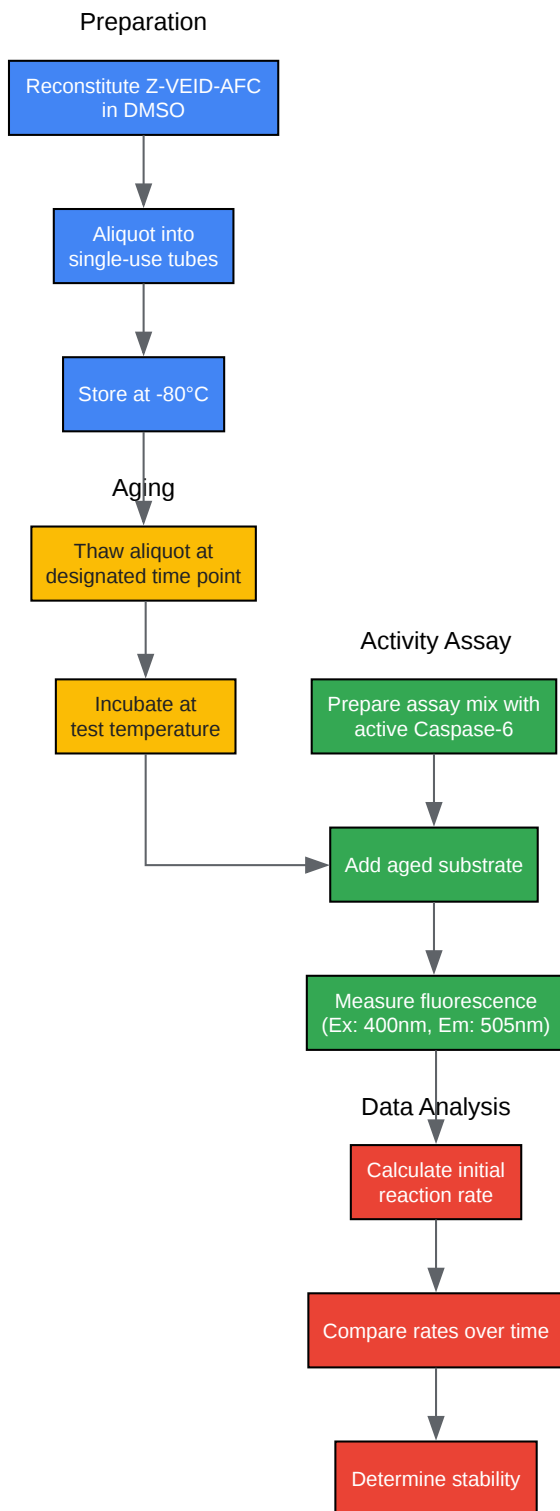 Preparation
Reconstitute Z-VEID-AFC
in DMSO
Aliquot into
single-use tubes
Store at -80°C
Aging
Thaw aliquot at
designated time point
Incubate at
test temperature
Activity Assay
Prepare assay mix with
active Caspase-6
Add aged substrate
Measure fluorescence
(Ex: 400nm, Em: 505nm)
Data Analysis
Calculate initial
reaction rate
Compare rates over time
Determine stability